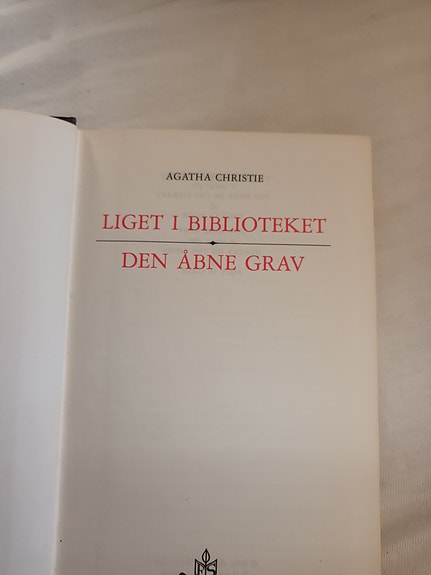 AGATHA CHRISTIE
LIGET I BIBLIOTEKET
DEN ÅBNE GRAV